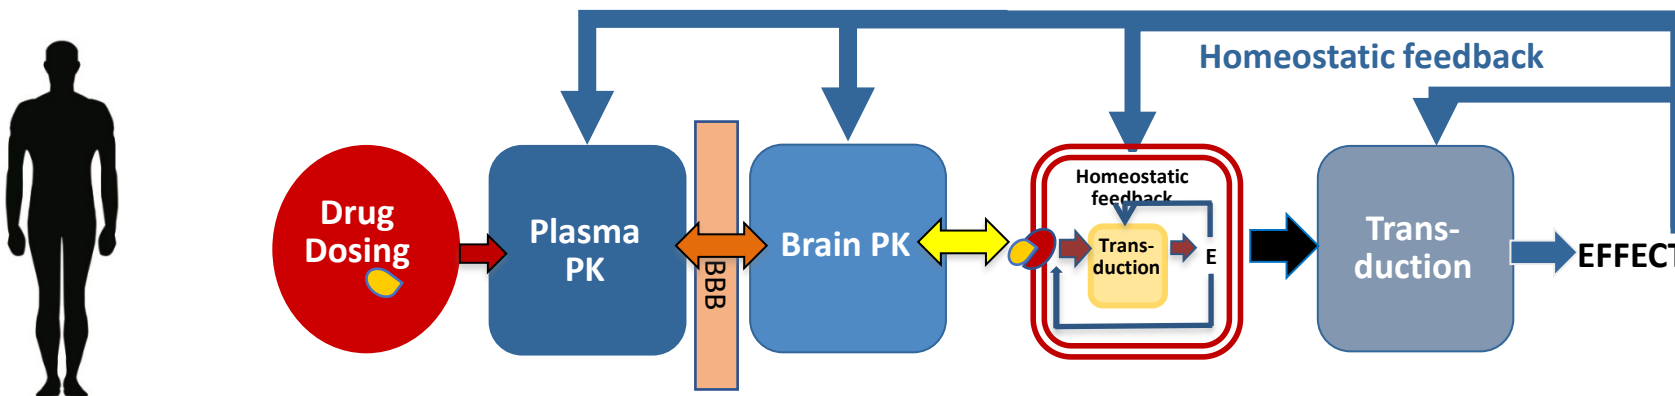 Homeostatic feedback
Drug
Dosing
Plasma
PK
BBB
Brain PK
Homeostatic
feedback
Trans-
duction
E
Trans-
duction
EFFECT